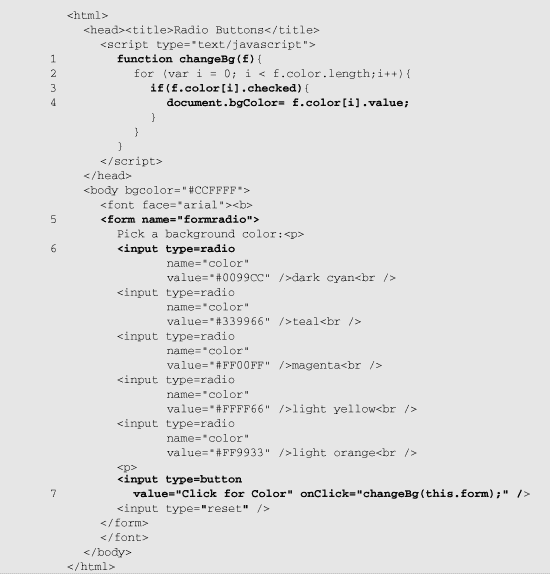 <html>
<head><title>Radio Buttons</title>
<script type="text/javascript">
1 function changeBg(f){
2 for (var i = 0; i < f.color.length;i++){
3 if(f.color[i].checked){
4 document.bgColor= f.color[i].value;
}
}
}
</script>
</head>
<body bgcolor="#CCFFFF">
<font face="arial"><b>
5 <form name="formradio">
Pick a background color:<p>
6 <input type=radio
name="color"
value="#0099CC" />dark cyan<br />
<input type=radio
name="color"
value="#339966" />teal<br />
<input type=radio
name="color"
value="#FF00FF" />magenta<br />
<input type=radio
name="color"
value="#FFFF66" />light yellow<br />
<input type=radio
name="color"
value="#FF9933" />light orange<br />
<p>
<input type=button
7 value="Click for Color" onClick="changeBg(this.form);" />
<input type="reset" />
</form>
</font>
</body>
</html>